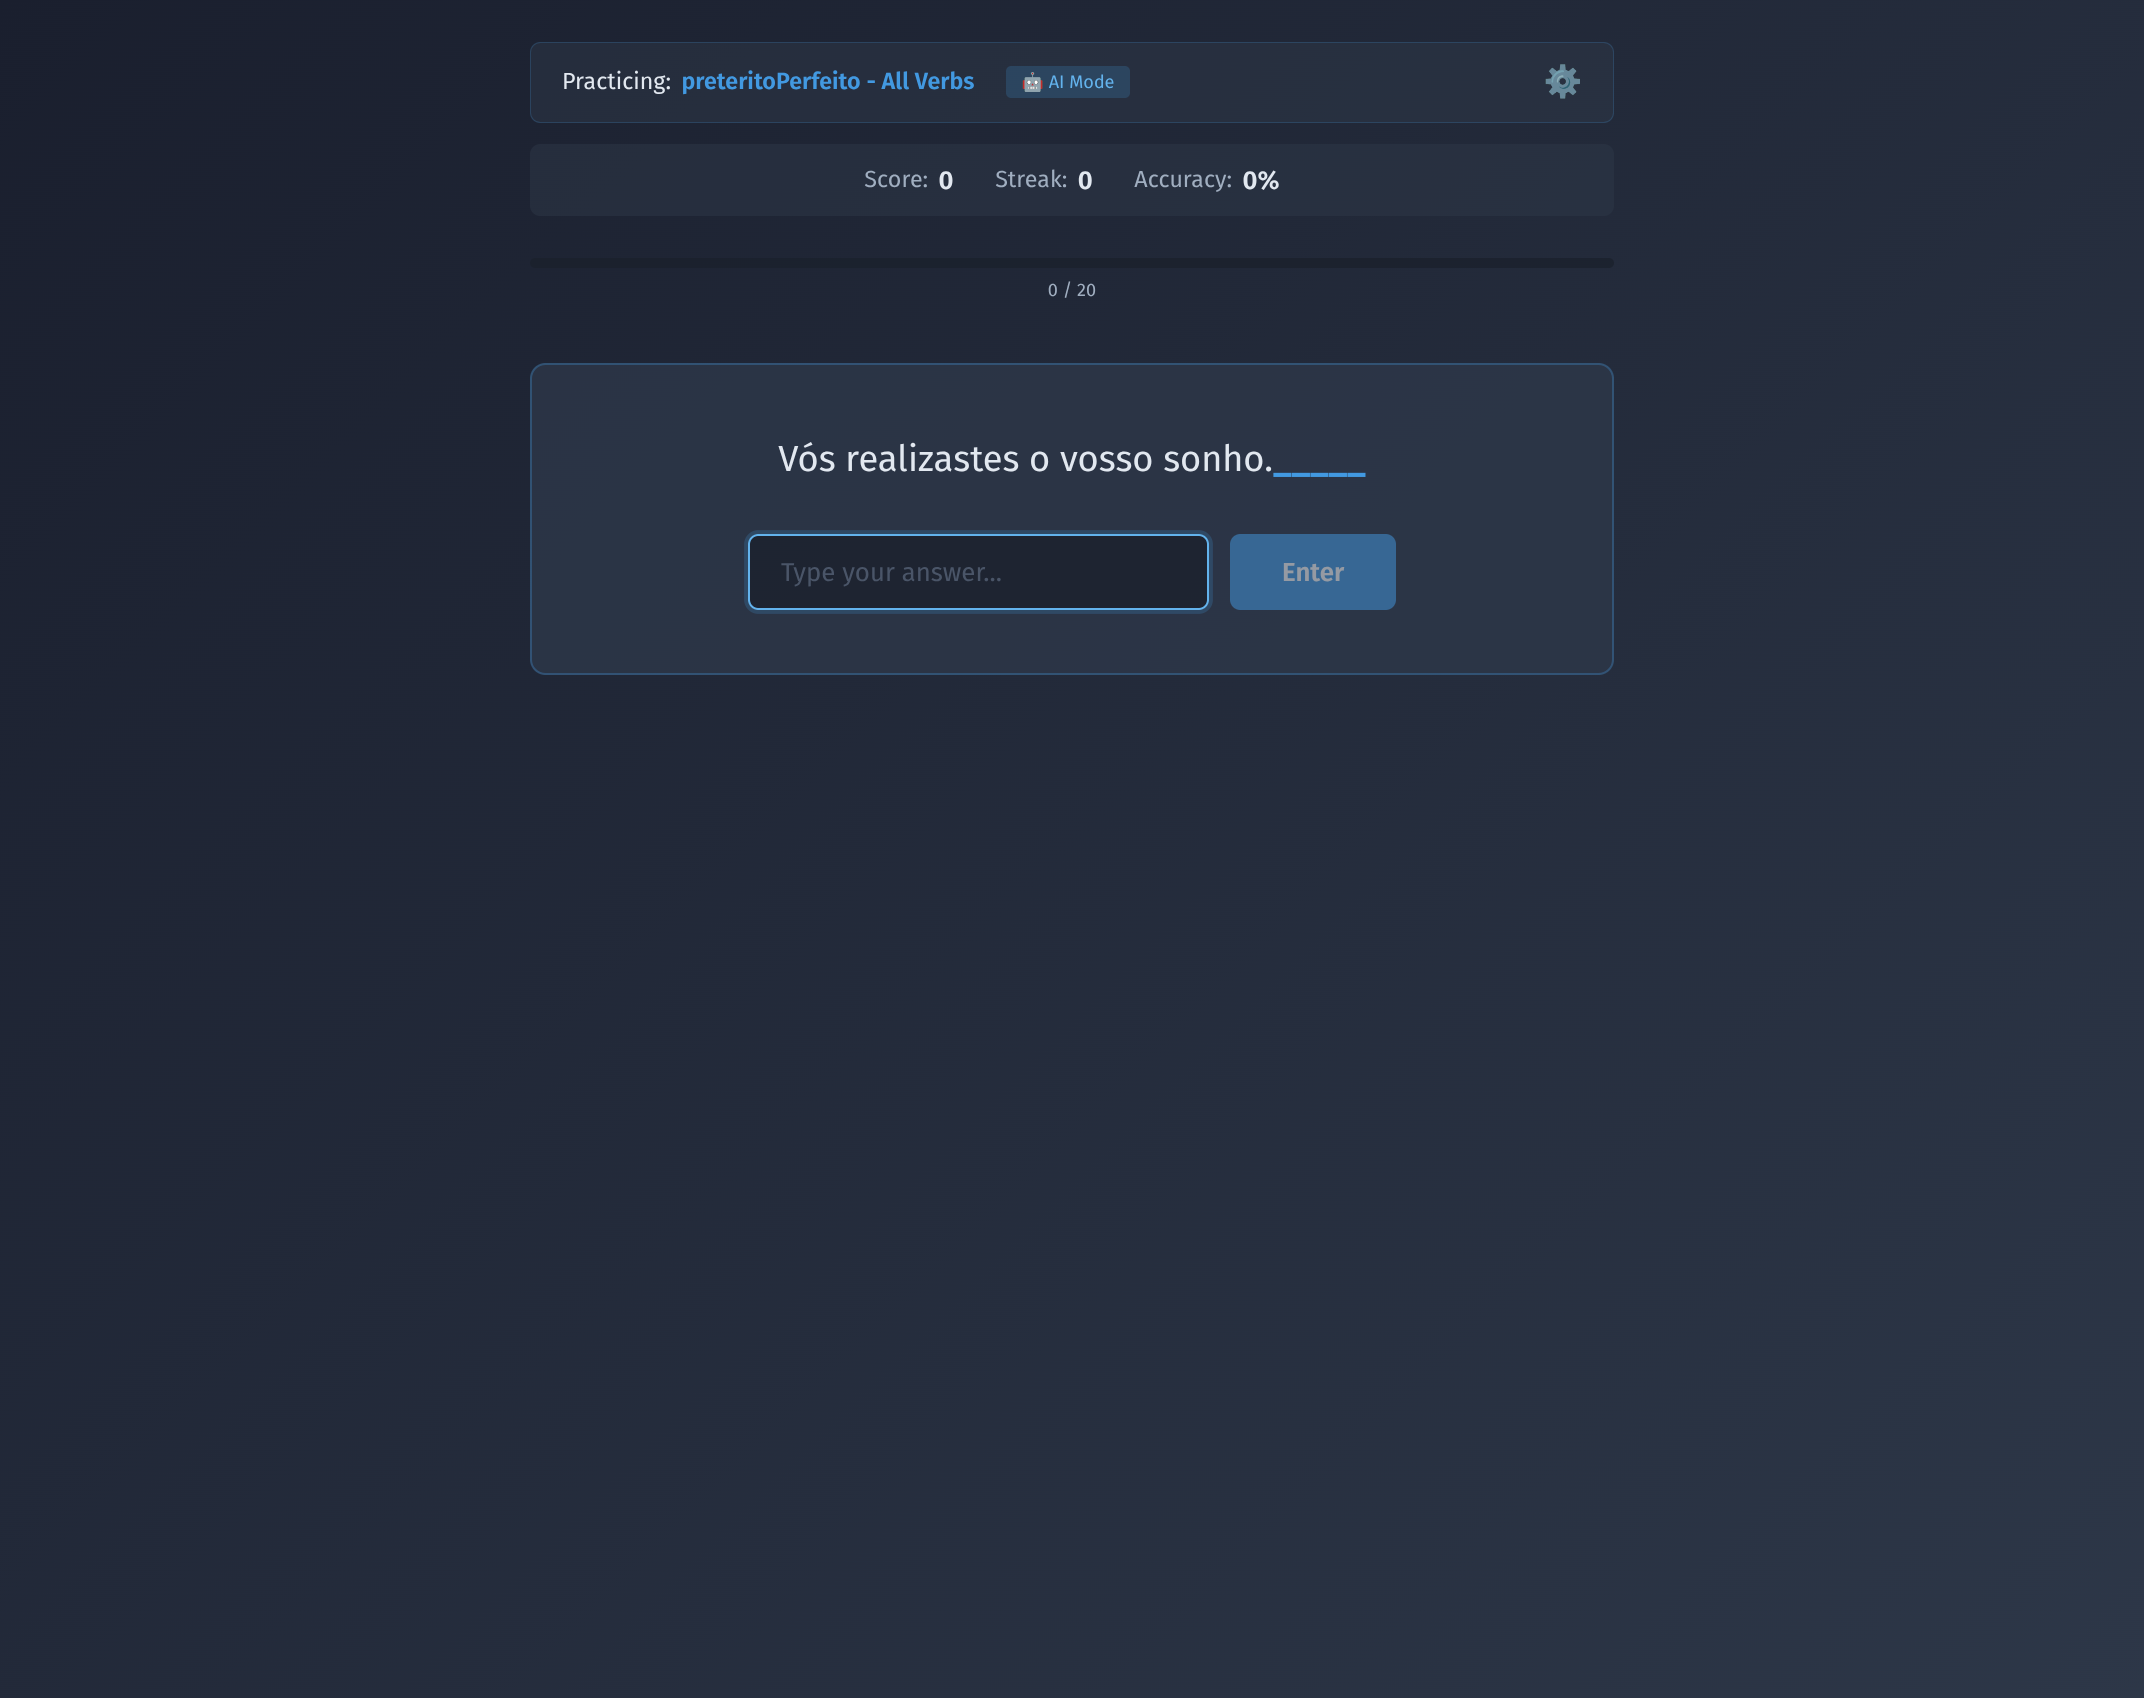 Practicing: preteritoPerfeito - All Verbs 🤖 AI Mode
Score: 0 Streak: 0 Accuracy: 0%
0 / 20
Vós realizastes o vosso sonho._____
Type your answer... Enter